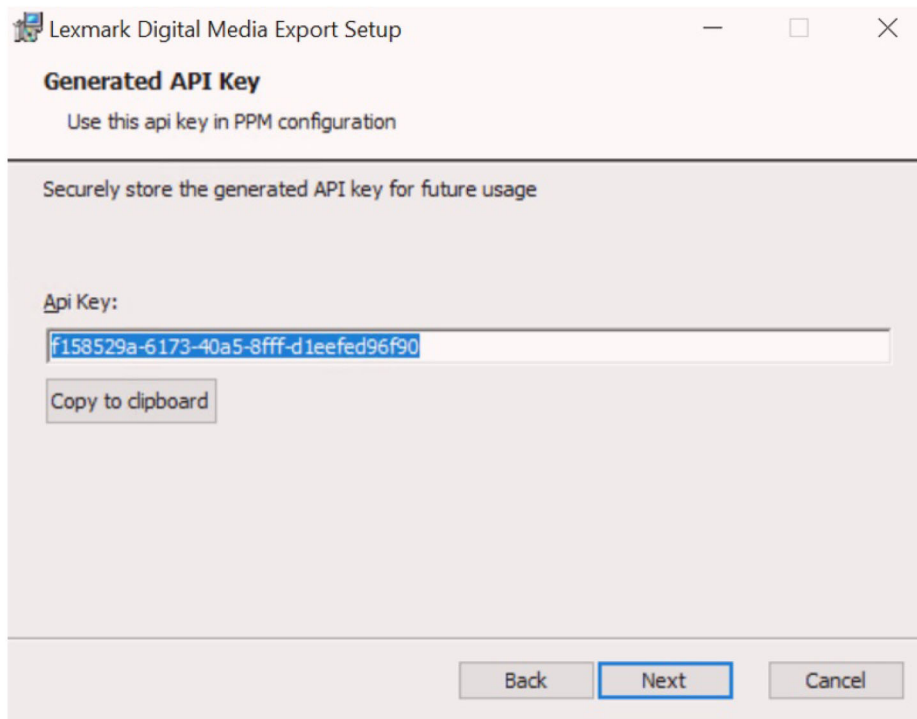 Lexmark Digital Media Export Setup
Generated API Key
Use this api key in PPM configuration
Securely store the generated API key for future usage
Api Key:
f158529a-6173-40a5-8fff-d1eefed96f90
Copy to clipboard
Back Next Cancel